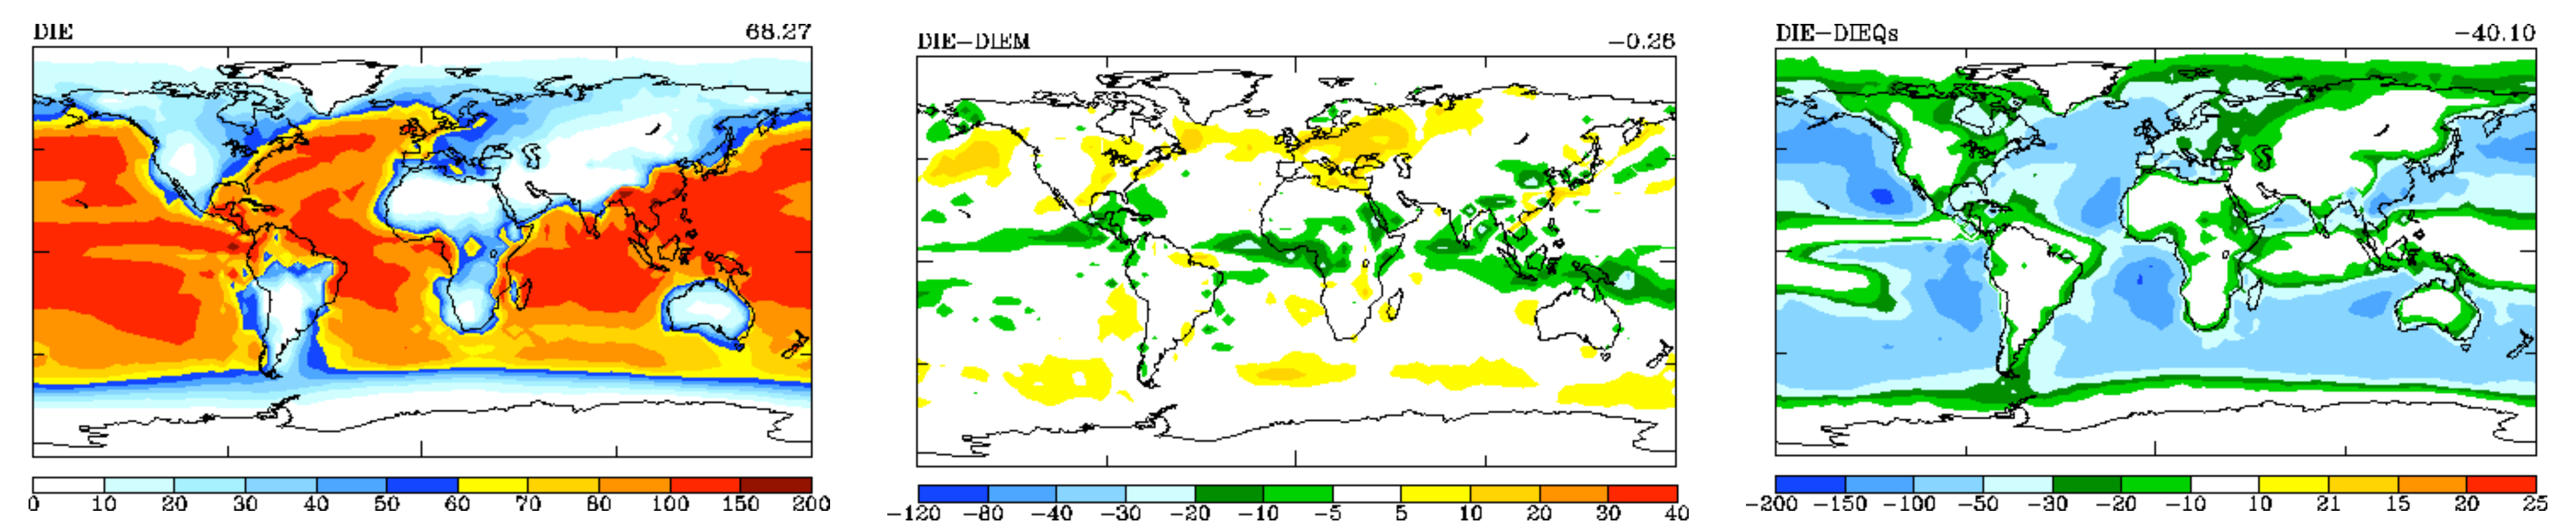 DIE 68.27
0 10 20 30 40 50 60 70 80 100 150 200
DIE-DIEM -0.26
-120 -80 -40 -30 -20 -10 -5 5 10 20 30 40
DIE-DIEQs -40.10
-200 -150 -100 -50 -30 -20 -10 10 21 15 20 25